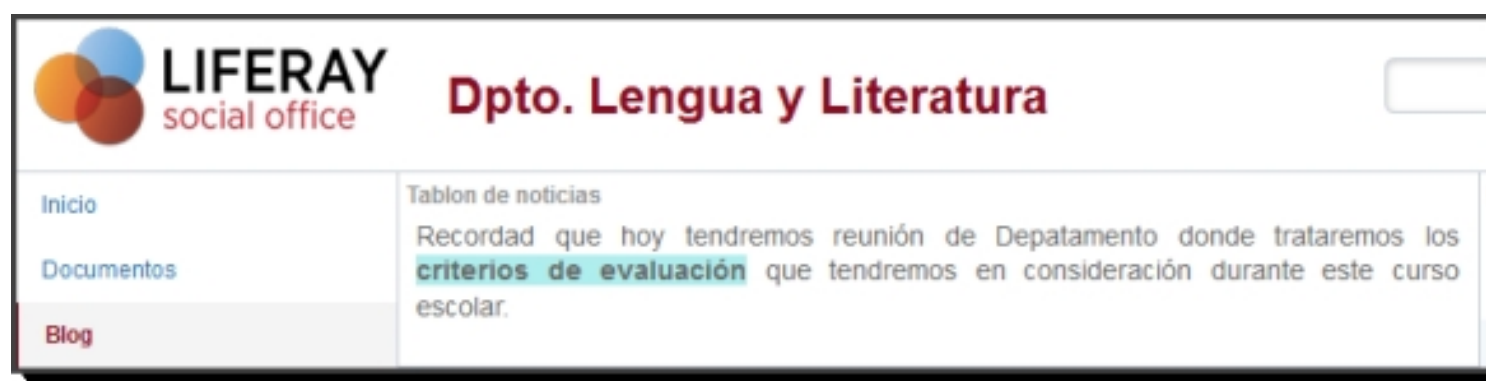 LIFERAY
social office
Dpto. Lengua y Literatura
Inicio
Documentos
Blog
Tablon de noticias
Recordad que hoy tendremos reunión de Depatamento donde trataremos los
criterios de evaluación que tendremos en consideración durante este curso
escolar.